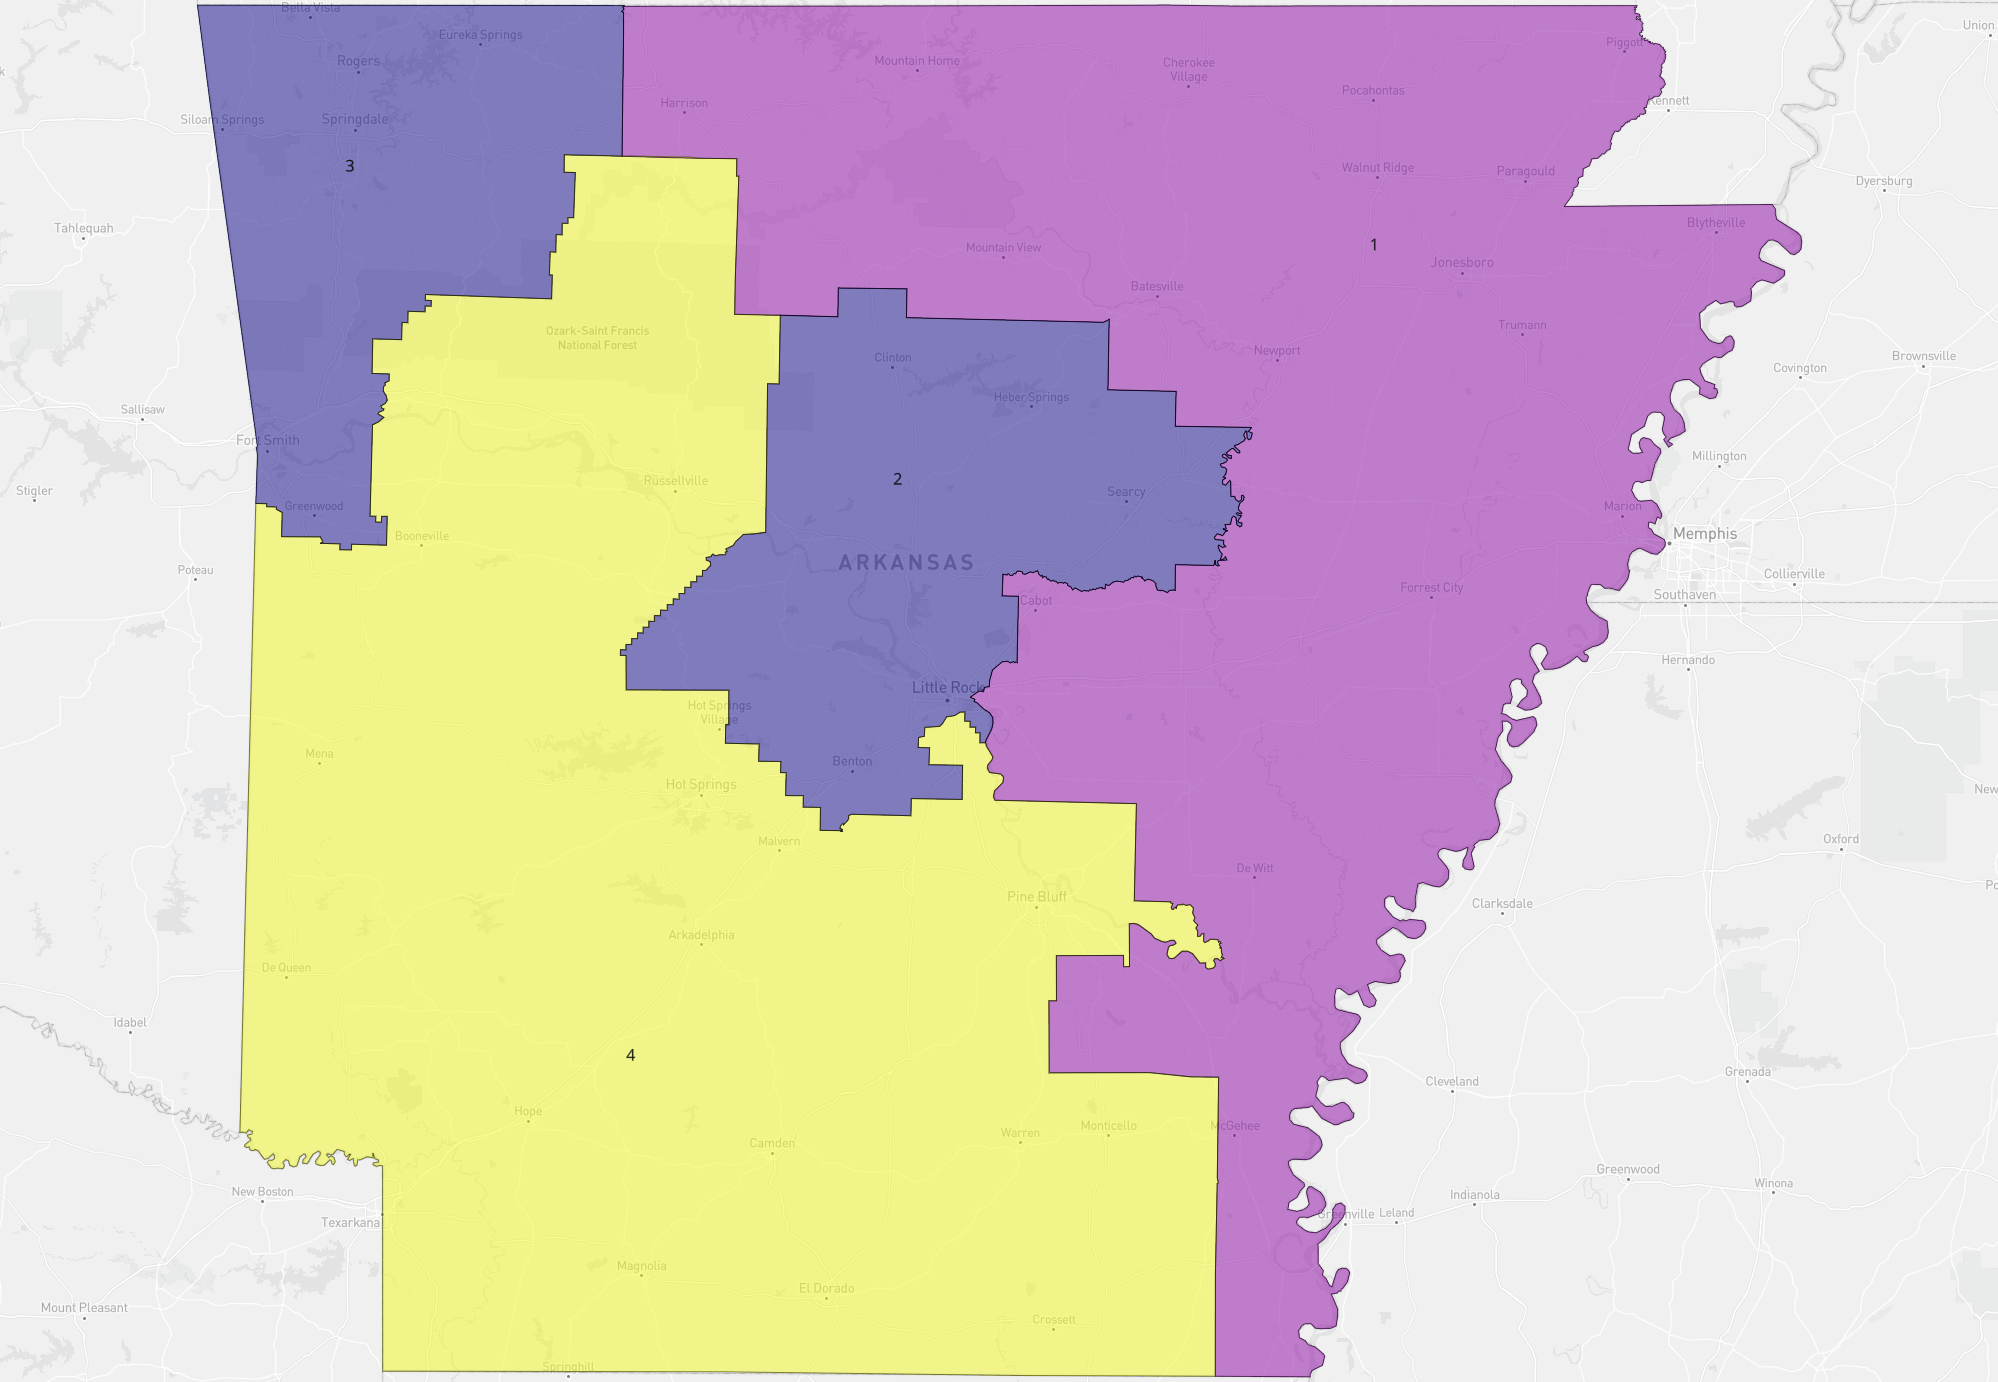 Bella Vista
Eureka Springs
Rogers
Mountain Home
Cherokee
Village
Piggott
Union
Siloam Springs
Springdale
Harrison
Pocahontas
Kennett
3
Walnut Ridge
Paragould
Dyersburg
Tahlequah
Mountain View
1
Blytheville
Jonesboro
Batesville
Ozark-Saint Francis
National Forest
Trumann
Clinton
Newport
Brownsville
Covington
Sallisaw
Heber Springs
Fort Smith
Millington
Stigler
Russellville
2
Searcy
Greenwood
Marion
Booneville
Memphis
ARKANSAS
Poteau
Collierville
Cabot
Forrest City
Southaven
Hernando
Little Rock
Hot Springs
Village
Mena
Benton
Hot Springs
New
Malvern
Oxford
De Witt
Pine Bluff
Po
Clarksdale
Arkadelphia
De Queen
Idabel
4
Cleveland
Grenada
Hope
Camden
Warren
Monticello
McGehee
Greenwood
New Boston
Indianola
Winona
Texarkana
Greenville
Leland
Magnolia
El Dorado
Mount Pleasant
Crossett
Springhill